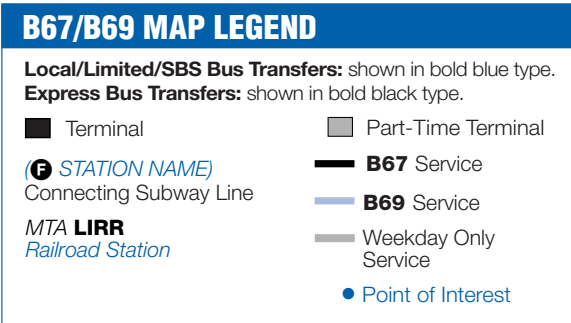 B67/B69 MAP LEGEND
Local/Limited/SBS Bus Transfers: shown in bold blue type.
Express Bus Transfers: shown in bold black type.
Terminal
(F STATION NAME)
Connecting Subway Line
MTA LIRR
Railroad Station
Part-Time Terminal
B67 Service
B69 Service
Weekday Only
Service
Point of Interest